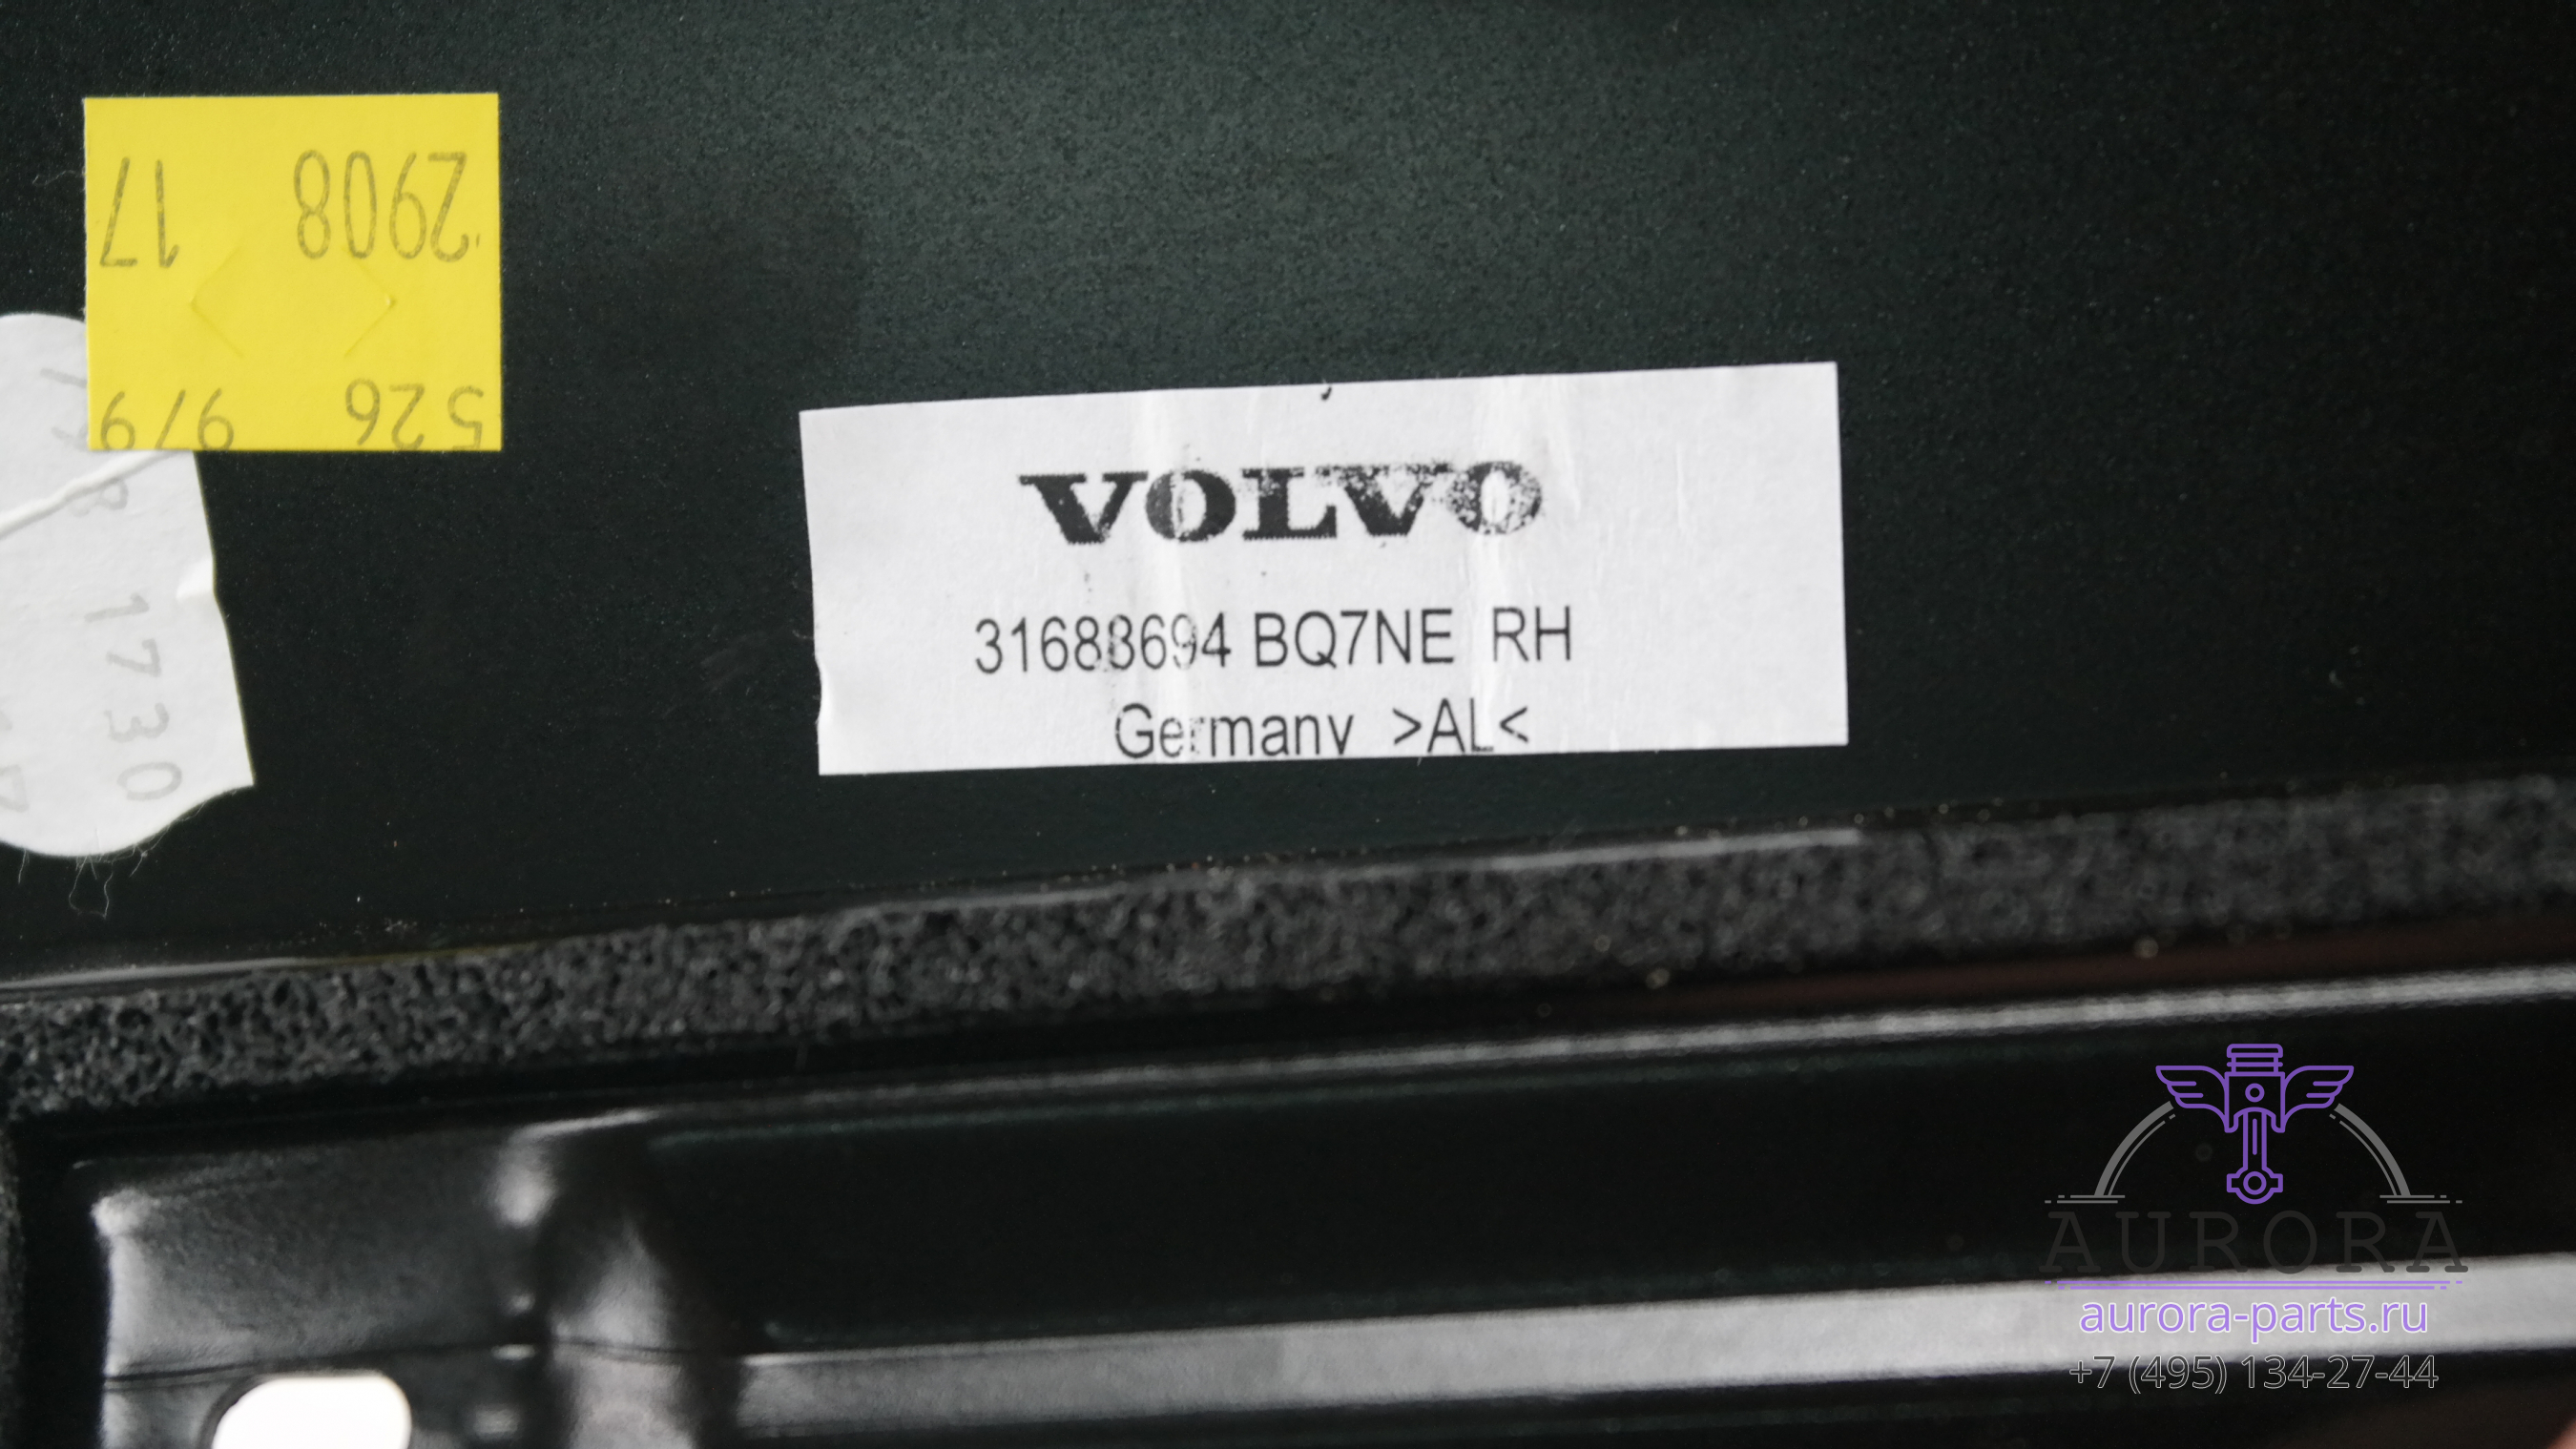 2908 17
526 9/9
1730
VOLVO
31688694 BQ7NE RH
Germany >AL<
AURORA
aurora-parts.ru
+7 (495) 134-27-44